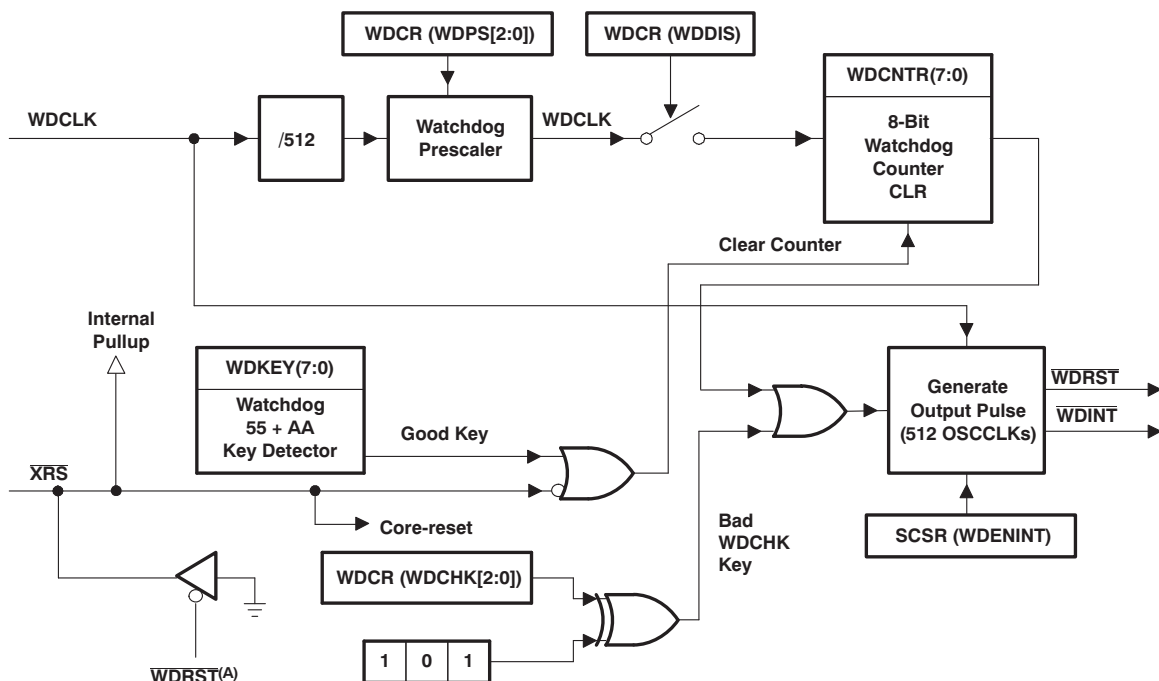 WDCR (WDPS[2:0])
WDCR (WDDIS)
WDCNTR(7:0)
WDCLK
/512
Watchdog
Prescaler
WDCLK
8-Bit
Watchdog
Counter
CLR
Clear Counter
Internal
Pullup
WDKEY(7:0)
Watchdog
55 + AA
Key Detector
Good Key
Generate
Output Pulse
(512 OSCCLKs)
WDRST
WDINT
XRS
Core-reset
Bad
WDCHK
Key
SCSR (WDENINT)
WDCR (WDCHK[2:0])
1 0 1
WDRST(A)